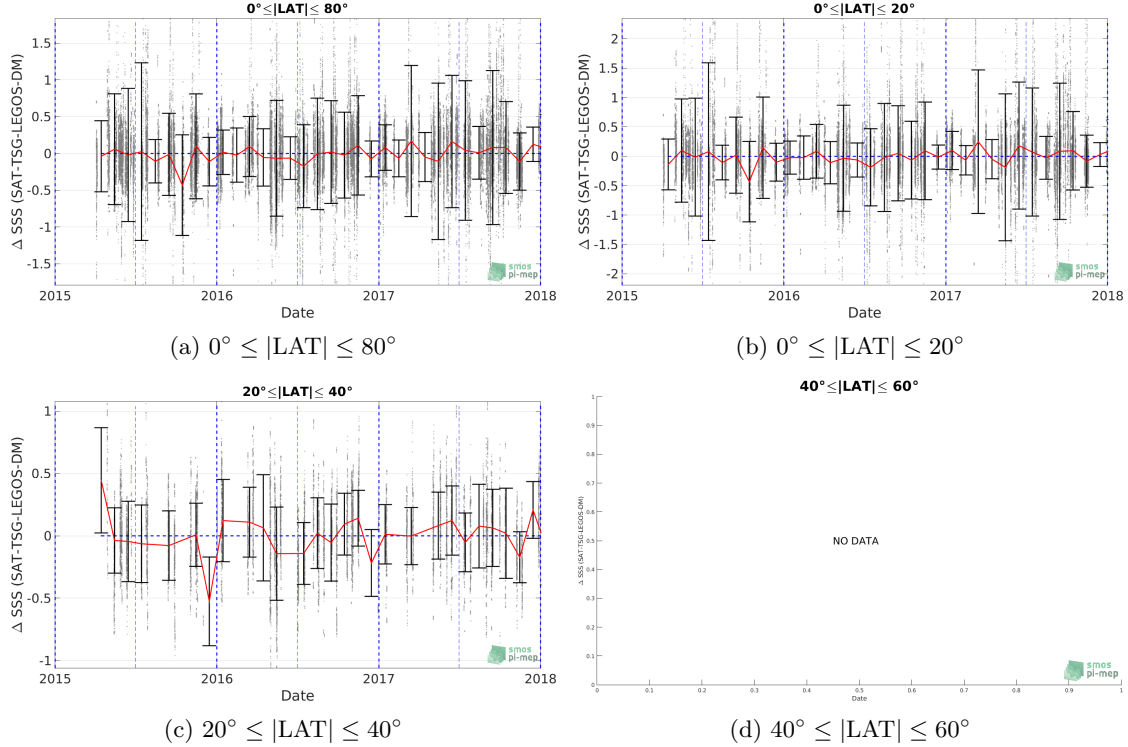 0°≤|LAT|≤ 80°
1.5
1
0.5
0
-0.5
-1
-1.5
Δ SSS (SAT-TSG-LEGOS-DM)
2015 2016 2017 2018
Date
smos
pi-mep
(a) 0° ≤ |LAT| ≤ 80°
0°≤|LAT|≤ 20°
2
1.5
1
0.5
0
-0.5
-1
-1.5
-2
Δ SSS (SAT-TSG-LEGOS-DM)
2015 2016 2017 2018
Date
smos
pi-mep
(b) 0° ≤ |LAT| ≤ 20°
20°≤|LAT|≤ 40°
1
0.5
0
-0.5
-1
Δ SSS (SAT-TSG-LEGOS-DM)
2015 2016 2017 2018
Date
smos
pi-mep
(c) 20° ≤ |LAT| ≤ 40°
40°≤|LAT|≤ 60°
1
0.9
0.8
0.7
0.6
0.5
0.4
0.3
0.2
0.1
0
Δ SSS (SAT-TSG-LEGOS-DM)
NO DATA
0 0.1 0.2 0.3 0.4 0.5 0.6 0.7 0.8 0.9 1
Date
smos
pi-mep
(d) 40° ≤ |LAT| ≤ 60°